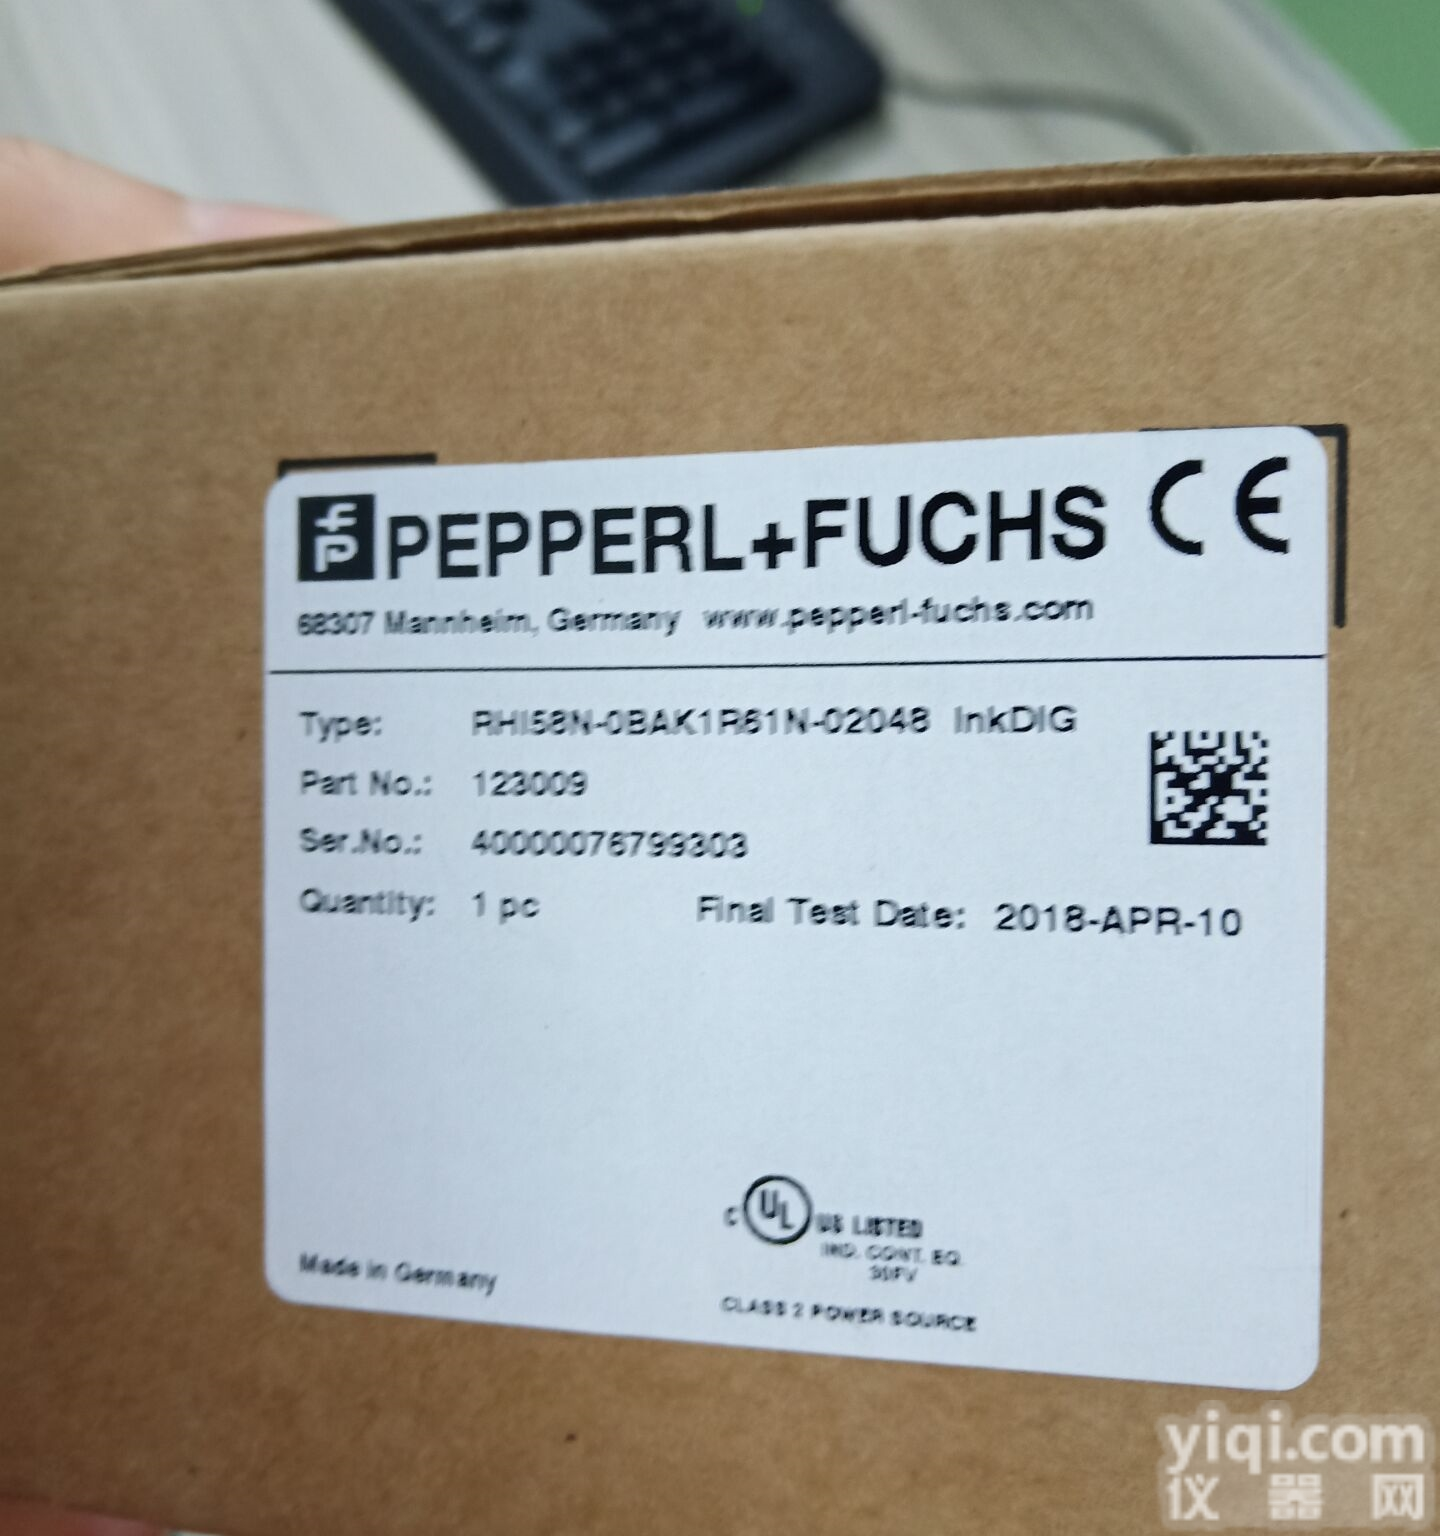 PEPPERL+FUCHS CE
68307 Mannheim, Germany www.pepperl-fuchs.com
Type: RHI58N-0BAK1R61N-02048 InkDIG
Part No.: 123009
Ser.No.: 40000076799303
Quantity: 1 pc Final Test Date: 2018-APR-10
C UL US LISTED
IND. CONT. EQ.
Made in Germany
CLASS 2 POWER SOURCE
yiqi.com
仪器网